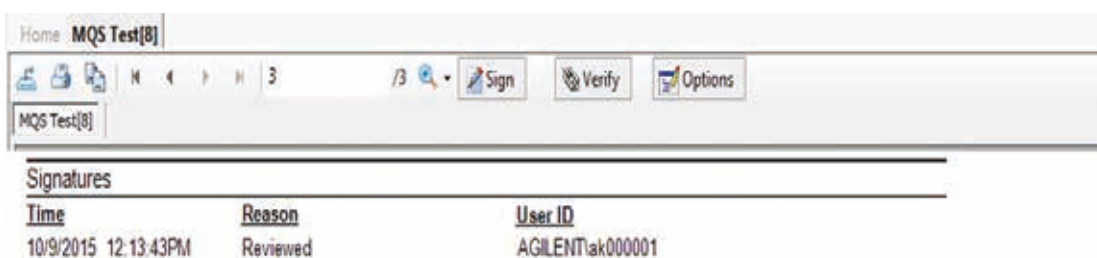 Home MQS Test[8]
3 /3 Sign Verify Options
MQS Test[8]
Signatures
Time Reason User ID
10/9/2015 12:13:43PM Reviewed AGILENT\ak000001